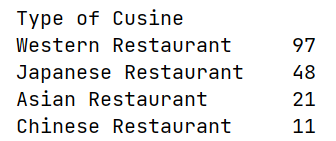 Type of Cusine
Western Restaurant 97
Japanese Restaurant 48
Asian Restaurant 21
Chinese Restaurant 11